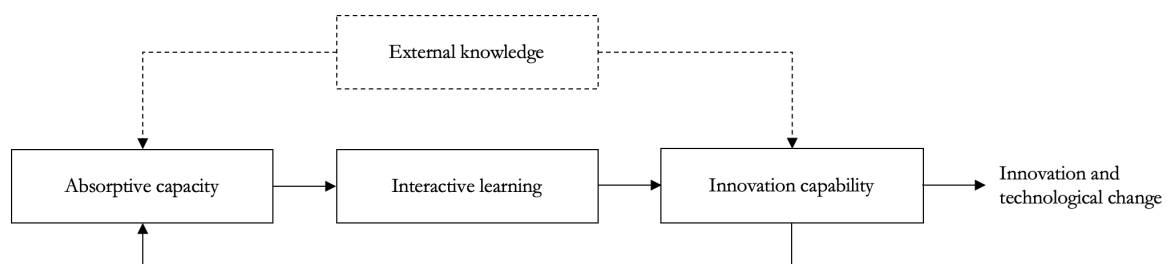 External knowledge
Absorptive capacity
Interactive learning
Innovation capability
Innovation and
technological change